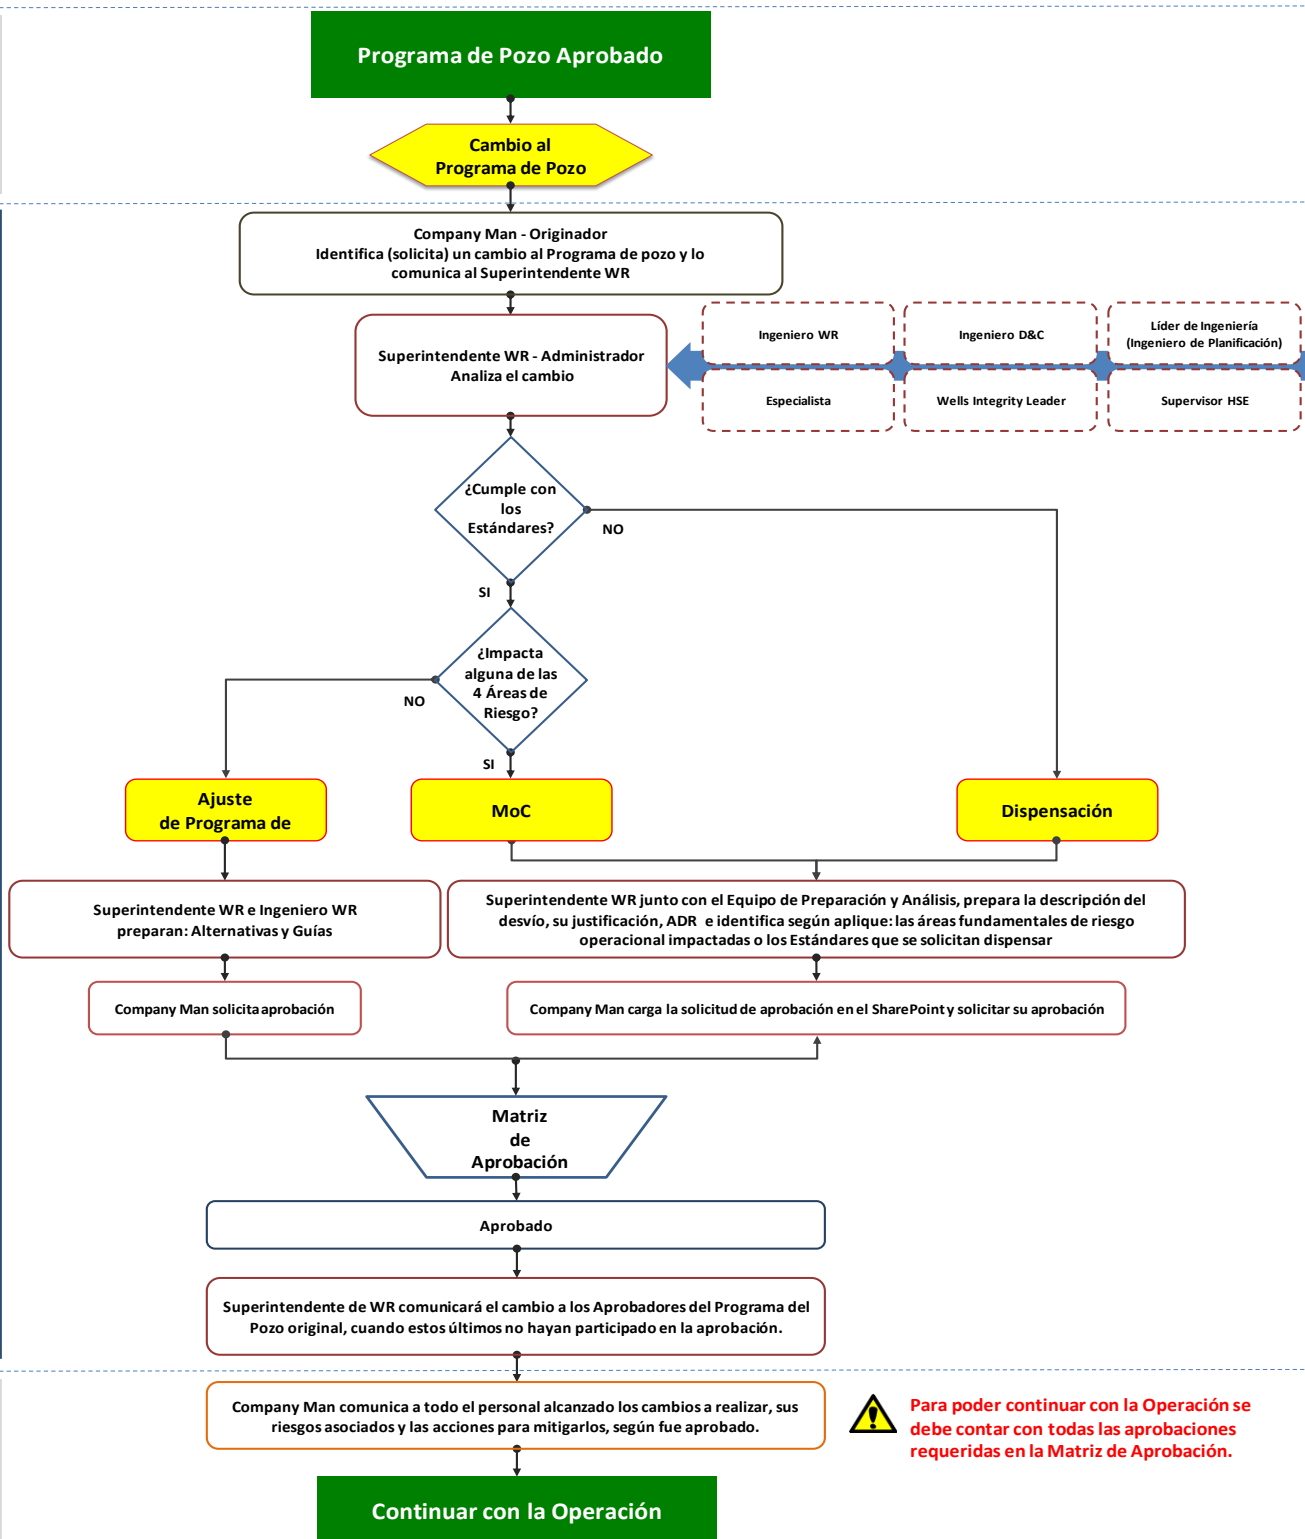 Programa de Pozo Aprobado
Cambio al
Programa de Pozo
Company Man - Originador
Identifica (solicita) un cambio al Programa de pozo y lo
comunica al Superintendente WR
Superintendente WR - Administrador
Analiza el cambio
Ingeniero WR
Ingeniero D&C
Líder de Ingeniería
(Ingeniero de Planificación)
Especialista
Wells Integrity Leader
Supervisor HSE
¿Cumple con
los
Estándares?
NO
SI
¿Impacta
alguna de las
4 Áreas de
Riesgo?
NO
SI
Ajuste
de Programa de
MoC
Dispensación
Superintendente WR e Ingeniero WR
preparan: Alternativas y Guías
Superintendente WR junto con el Equipo de Preparación y Análisis, prepara la descripción del
desvío, su justificación, ADR e identifica según aplique: las áreas fundamentales de riesgo
operacional impactadas o los Estándares que se solicitan dispensar
Company Man solicita aprobación
Company Man carga la solicitud de aprobación en el SharePoint y solicitar su aprobación
Matriz
de
Aprobación
Aprobado
Superintendente de WR comunicará el cambio a los Aprobadores del Programa del
Pozo original, cuando estos últimos no hayan participado en la aprobación.
Company Man comunica a todo el personal alcanzado los cambios a realizar, sus
riesgos asociados y las acciones para mitigarlos, según fue aprobado.
Para poder continuar con la Operación se
debe contar con todas las aprobaciones
requeridas en la Matriz de Aprobación.
Continuar con la Operación